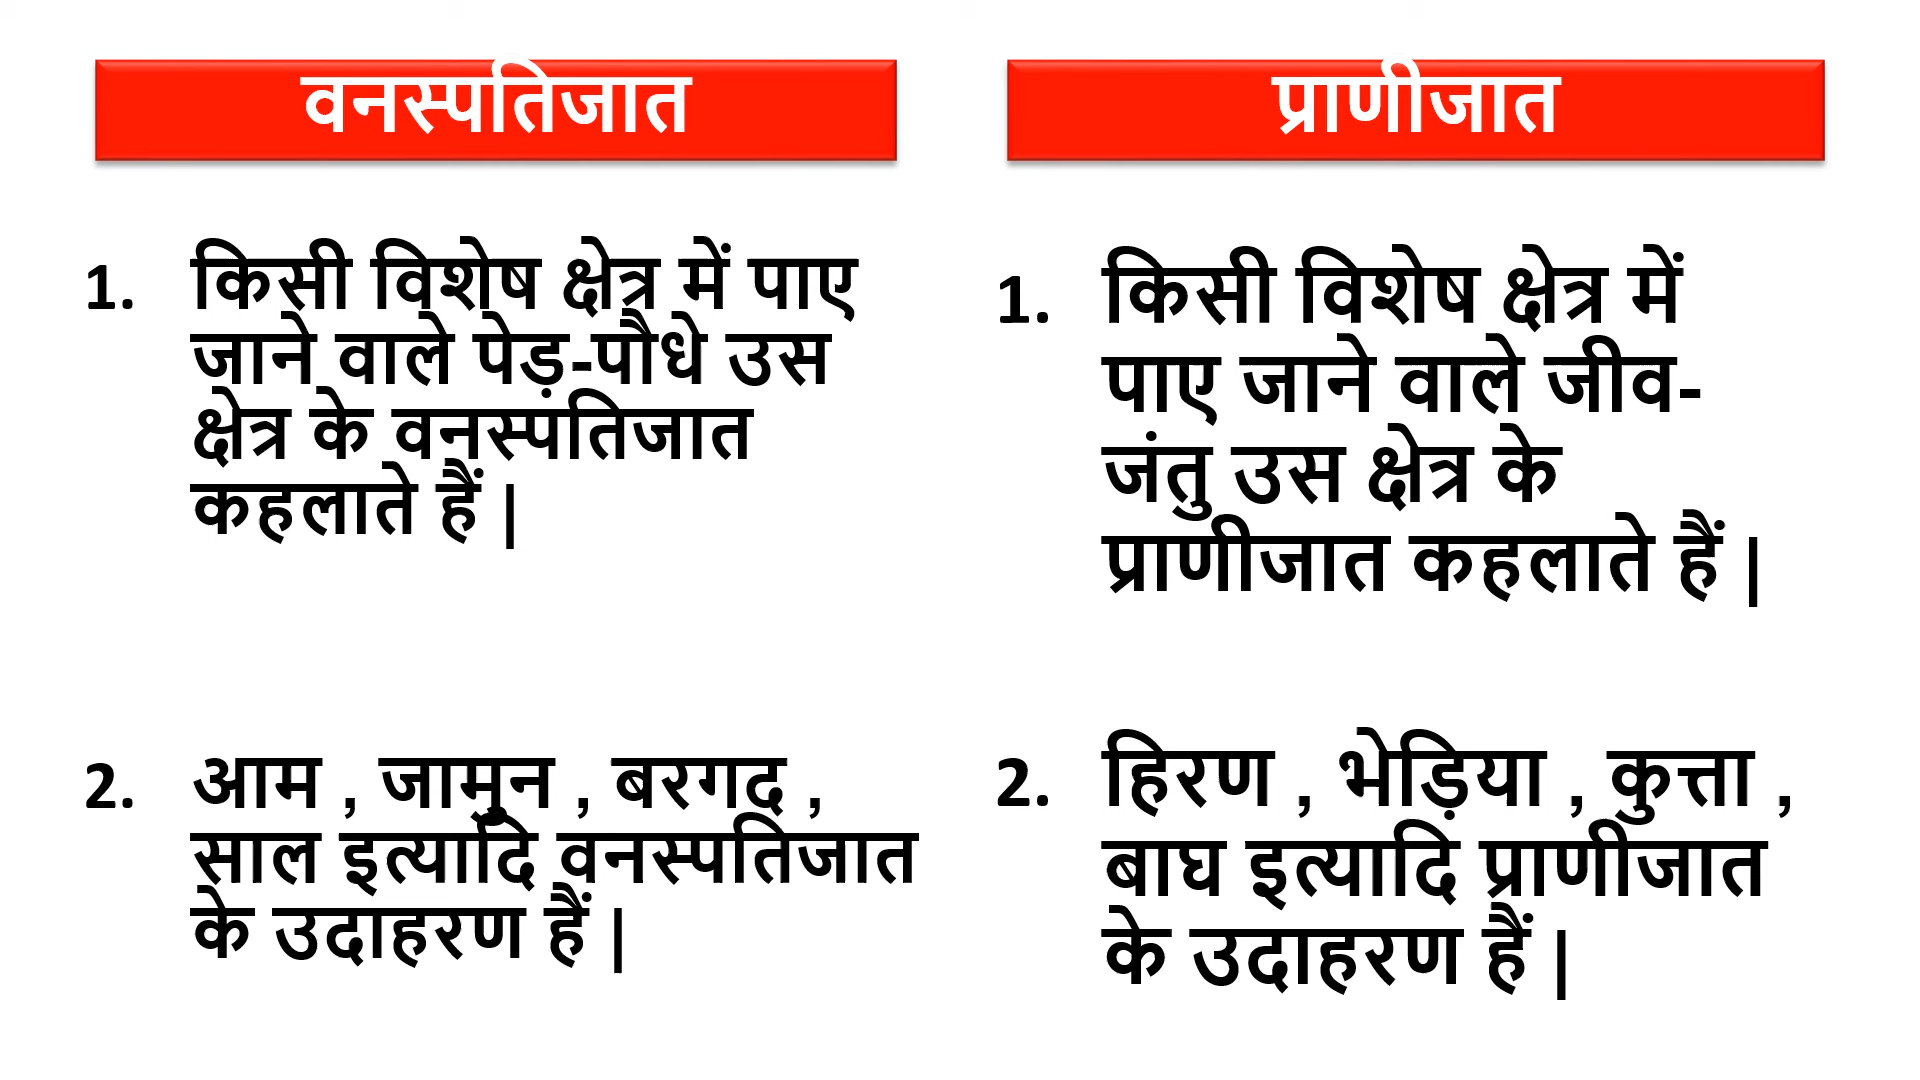 वनस्पतिजात
1. किसी विशेष क्षेत्र में पाए
जाने वाले पेड़-पौधे उस
क्षेत्र के वनस्पतिजात
कहलाते हैं |
2. आम , जामुन , बरगद ,
साल इत्यादि वनस्पतिजात
के उदाहरण हैं |
प्राणीजात
1. किसी विशेष क्षेत्र में
पाए जाने वाले जीव-
जंतु उस क्षेत्र के
प्राणीजात कहलाते हैं |
2. हिरण , भेड़िया , कुत्ता ,
बाघ इत्यादि प्राणीजात
के उदाहरण हैं |